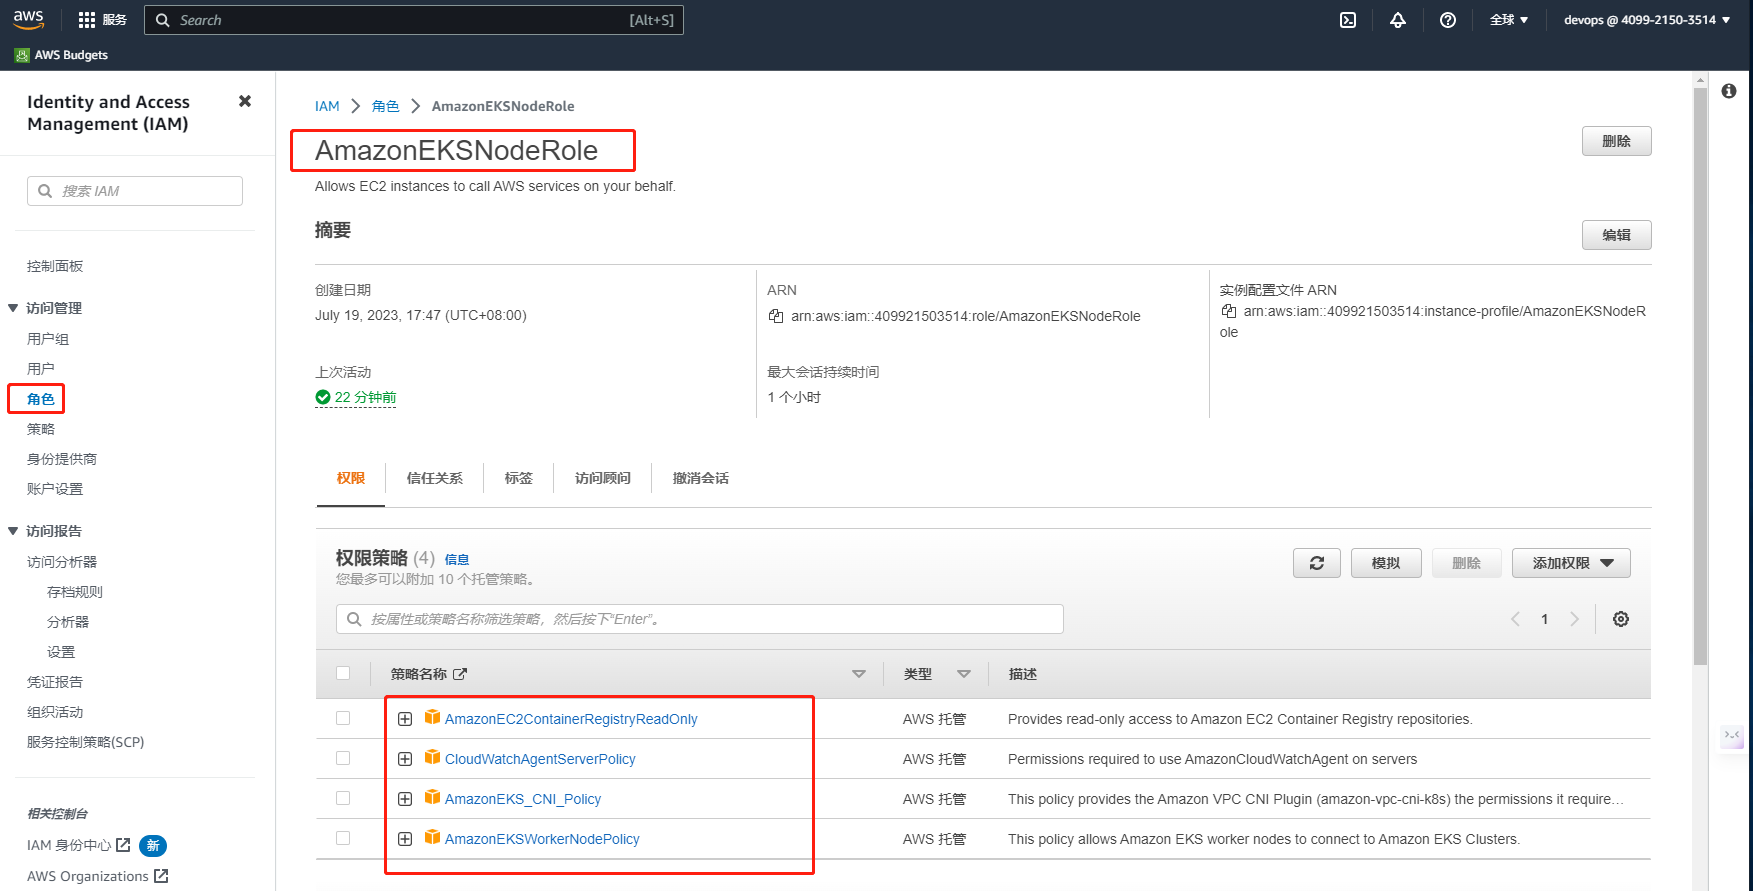 aws
服务
Search
[Alt+S]
全球
devops @ 4099-2150-3514
AWS Budgets
Identity and Access
Management (IAM)
搜索 IAM
控制面板
访问管理
用户组
用户
角色
策略
身份提供商
账户设置
访问报告
访问分析器
存档规则
分析器
设置
凭证报告
组织活动
服务控制策略(SCP)
相关控制台
IAM 身份中心
新
AWS Organizations
IAM
角色
AmazonEKSNodeRole
AmazonEKSNodeRole
删除
Allows EC2 instances to call AWS services on your behalf.
摘要
编辑
创建日期
July 19, 2023, 17:47 (UTC+08:00)
上次活动
22 分钟前
ARN
arn:aws:iam::409921503514:role/AmazonEKSNodeRole
最大会话持续时间
1 个小时
实例配置文件 ARN
arn:aws:iam::409921503514:instance-profile/AmazonEKSNodeR
ole
权限
信任关系
标签
访问顾问
撤消会话
权限策略 (4) 信息
您最多可以附加 10 个托管策略。
模拟
删除
添加权限
按属性或策略名称筛选策略，然后按下“Enter”。
1
策略名称
类型
描述
AmazonEC2ContainerRegistryReadOnly
AWS 托管
Provides read-only access to Amazon EC2 Container Registry repositories.
CloudWatchAgentServerPolicy
AWS 托管
Permissions required to use AmazonCloudWatchAgent on servers
AmazonEKS_CNI_Policy
AWS 托管
This policy provides the Amazon VPC CNI Plugin (amazon-vpc-cni-k8s) the permissions it require…
AmazonEKSWorkerNodePolicy
AWS 托管
This policy allows Amazon EKS worker nodes to connect to Amazon EKS Clusters.